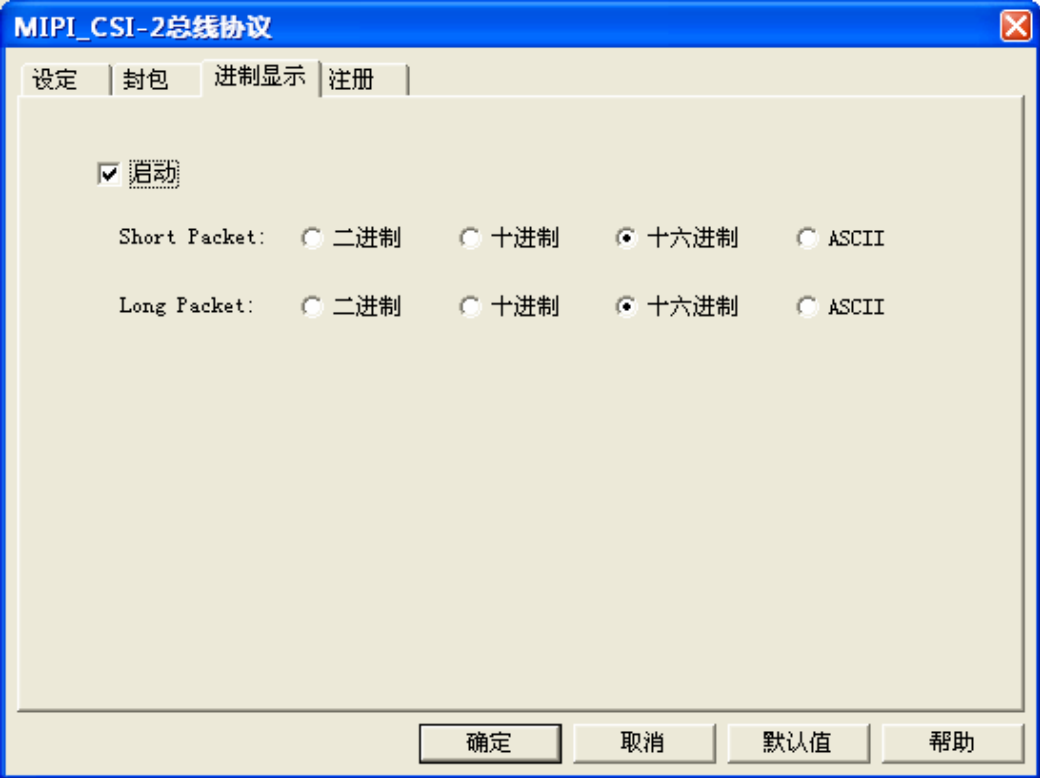 MIPI_CSI-2总线协议
设定 封包 进制显示 注册
启动
Short Packet: 二进制 十进制 十六进制 ASCII
Long Packet: 二进制 十进制 十六进制 ASCII
确定 取消 默认值 帮助